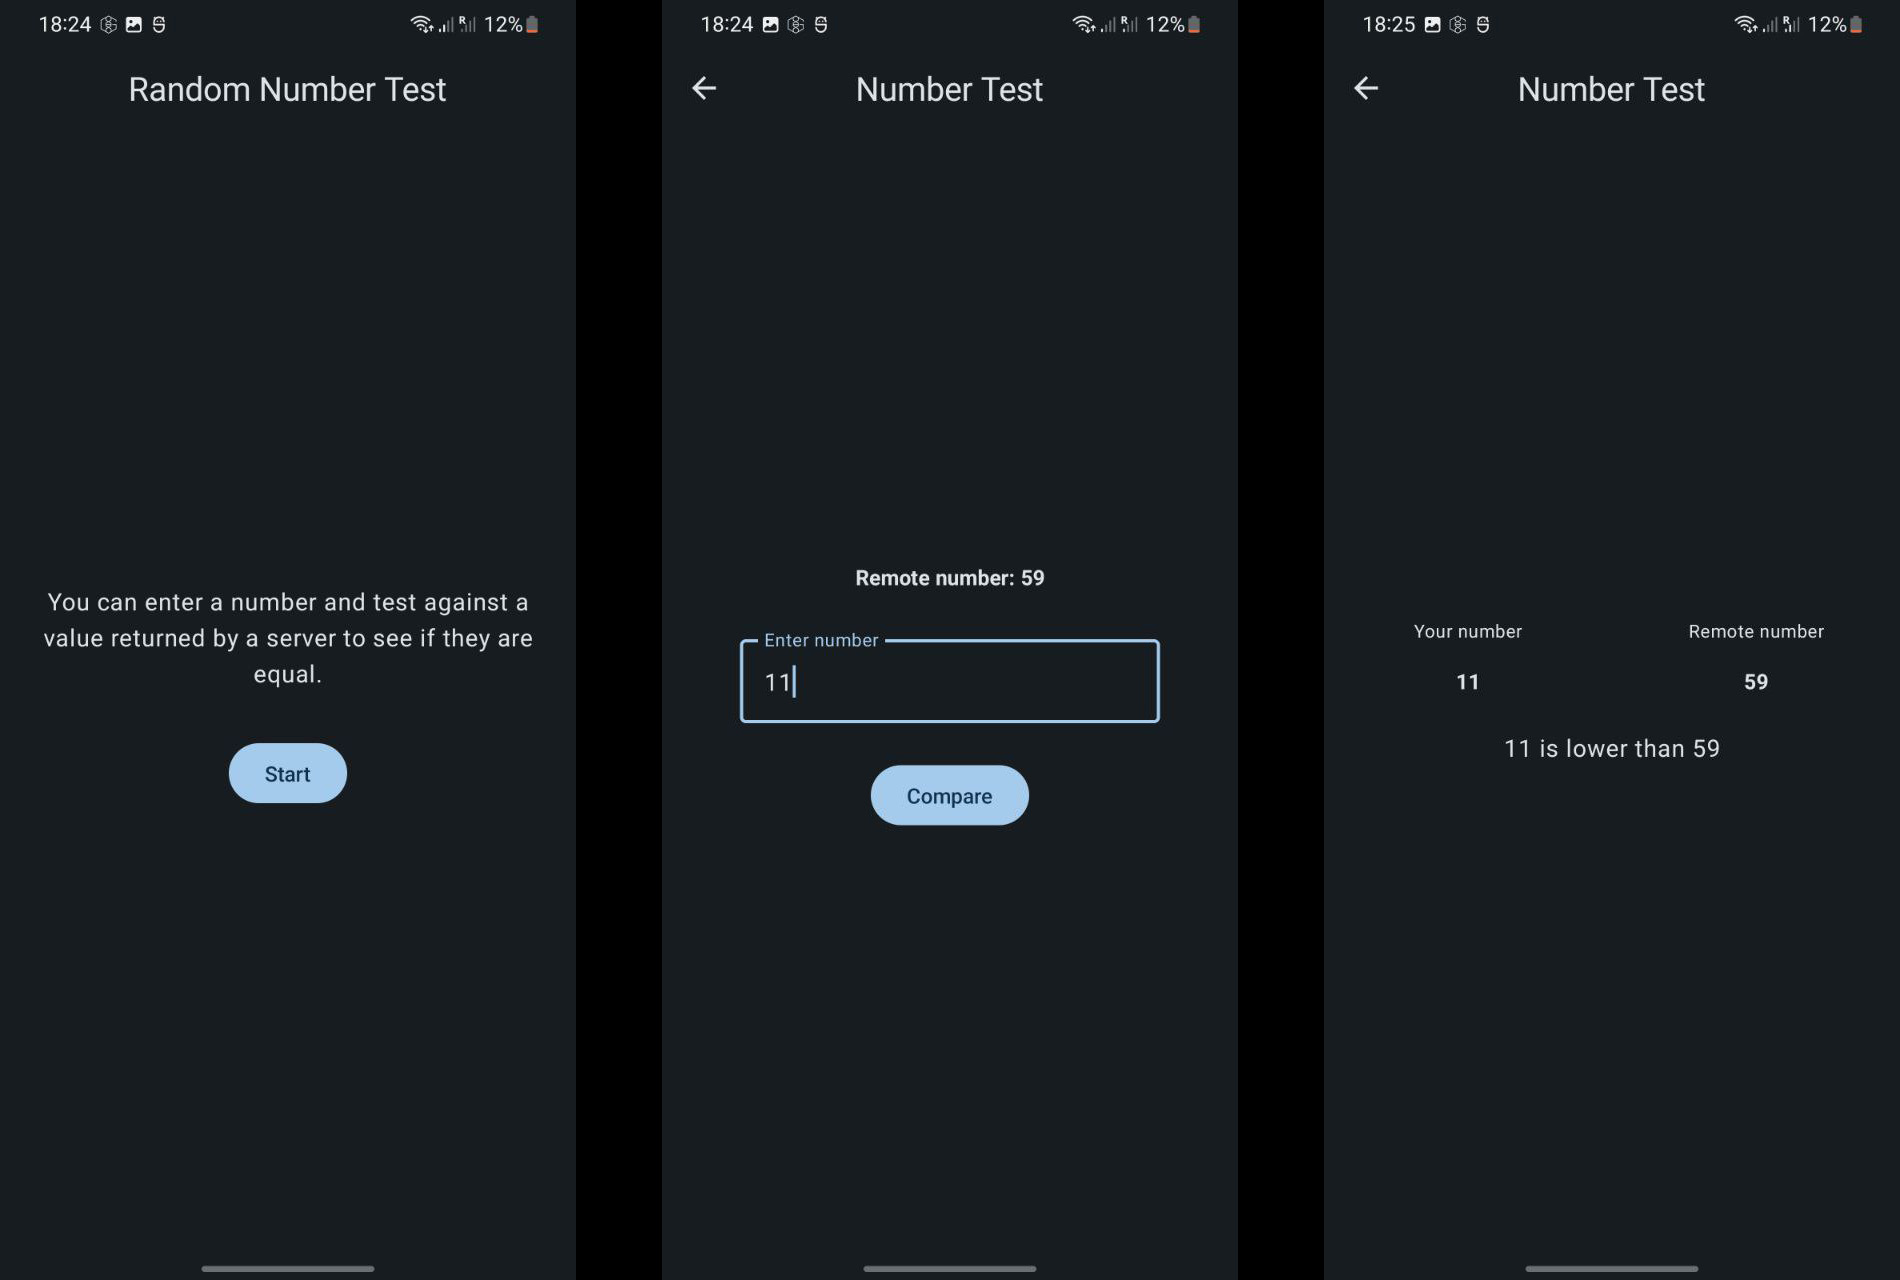 18:24
12%
Random Number Test
You can enter a number and test against a
value returned by a server to see if they are
equal.
Start
18:24
R
12%
Number Test
Remote number: 59
Enter number
11
Compare
18:25
R
12%
Number Test
Your number
Remote number
11
59
11 is lower than 59